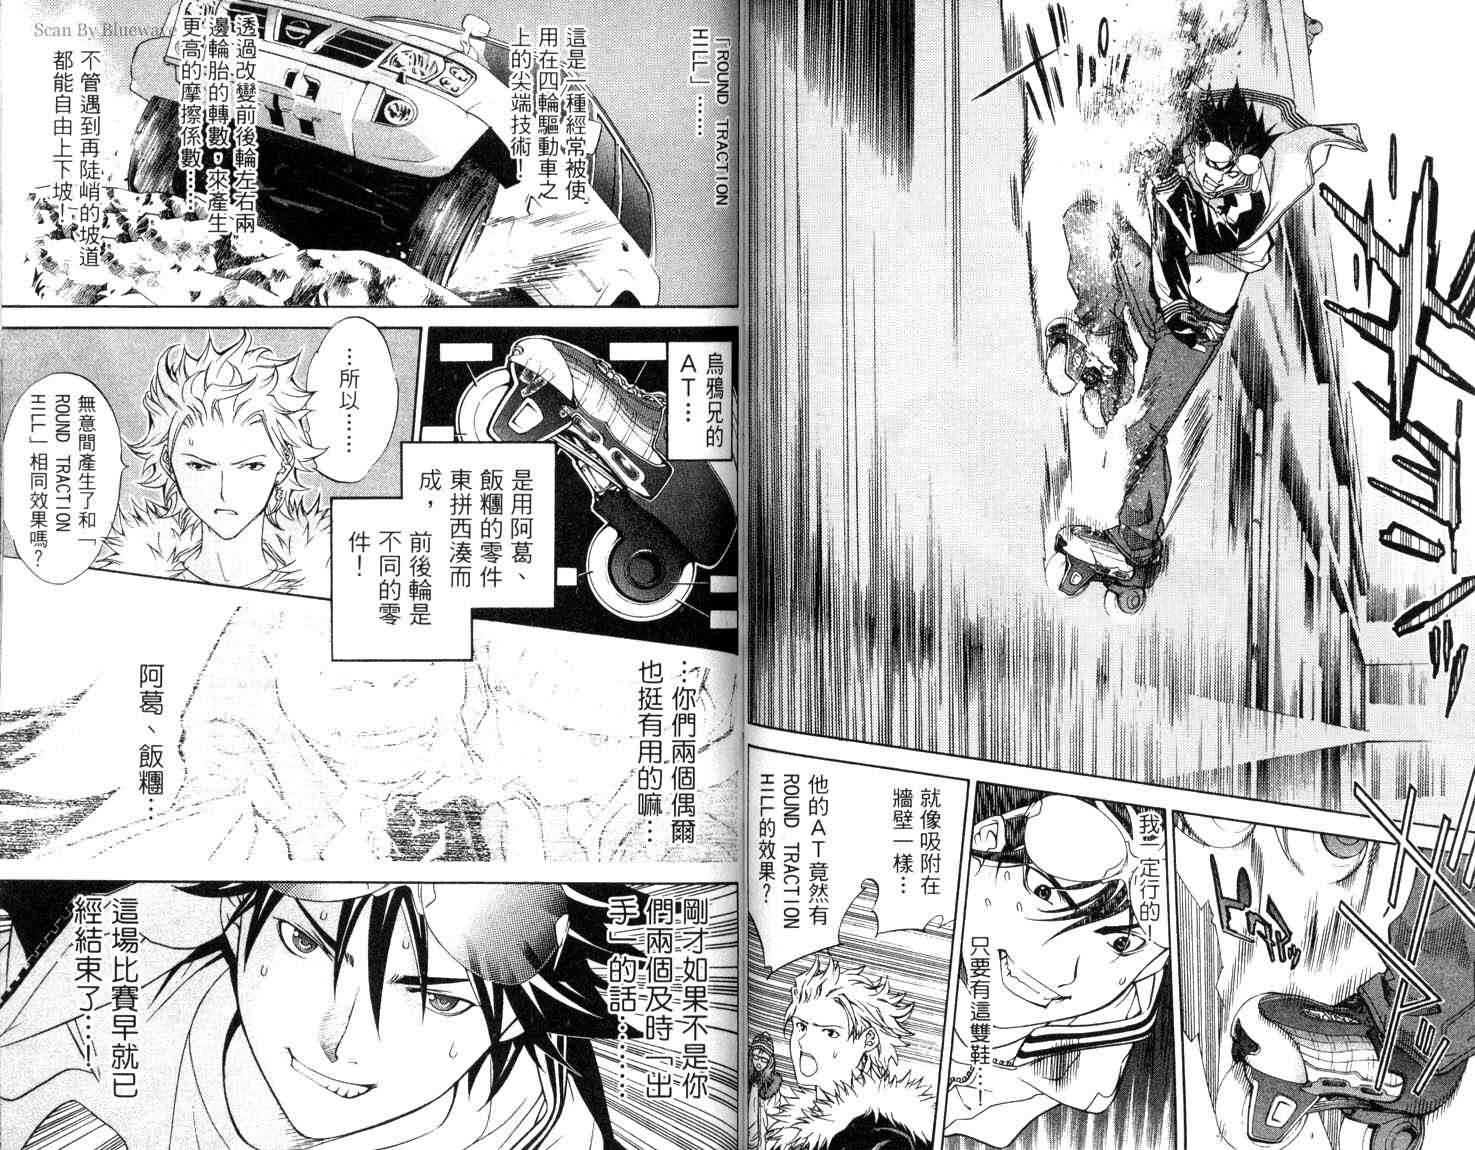 我一定行的！
只要有這雙鞋……！
就像吸附在
牆壁一樣…
他的ＡＴ竟然有
ROUND TRACTION
HILL的效果？
「ROUND TRACTION
HILL」……
這是一種經常被使
用在四輪驅動車之
上的尖端技術！
透過改變前後輪左右兩
邊輪胎的轉數，來產生
更高的摩擦係數……
不管遇到再陡峭的坡道
都能自由上下坡！
烏鴉兄的
ＡＴ…
是用阿葛、
飯糰的零件
東拼西湊而
成，
前後輪是
不同的零
件！
…所以……
無意間產生了和「
ROUND TRACTION
HILL」相同效果嗎？
…你們兩個偶爾
也挺有用的嘛…
阿葛、飯糰…
剛才如果不是你
們兩個及時「出
手」的話………
這場比賽早就已
經結束了……！
Scan By Blueware